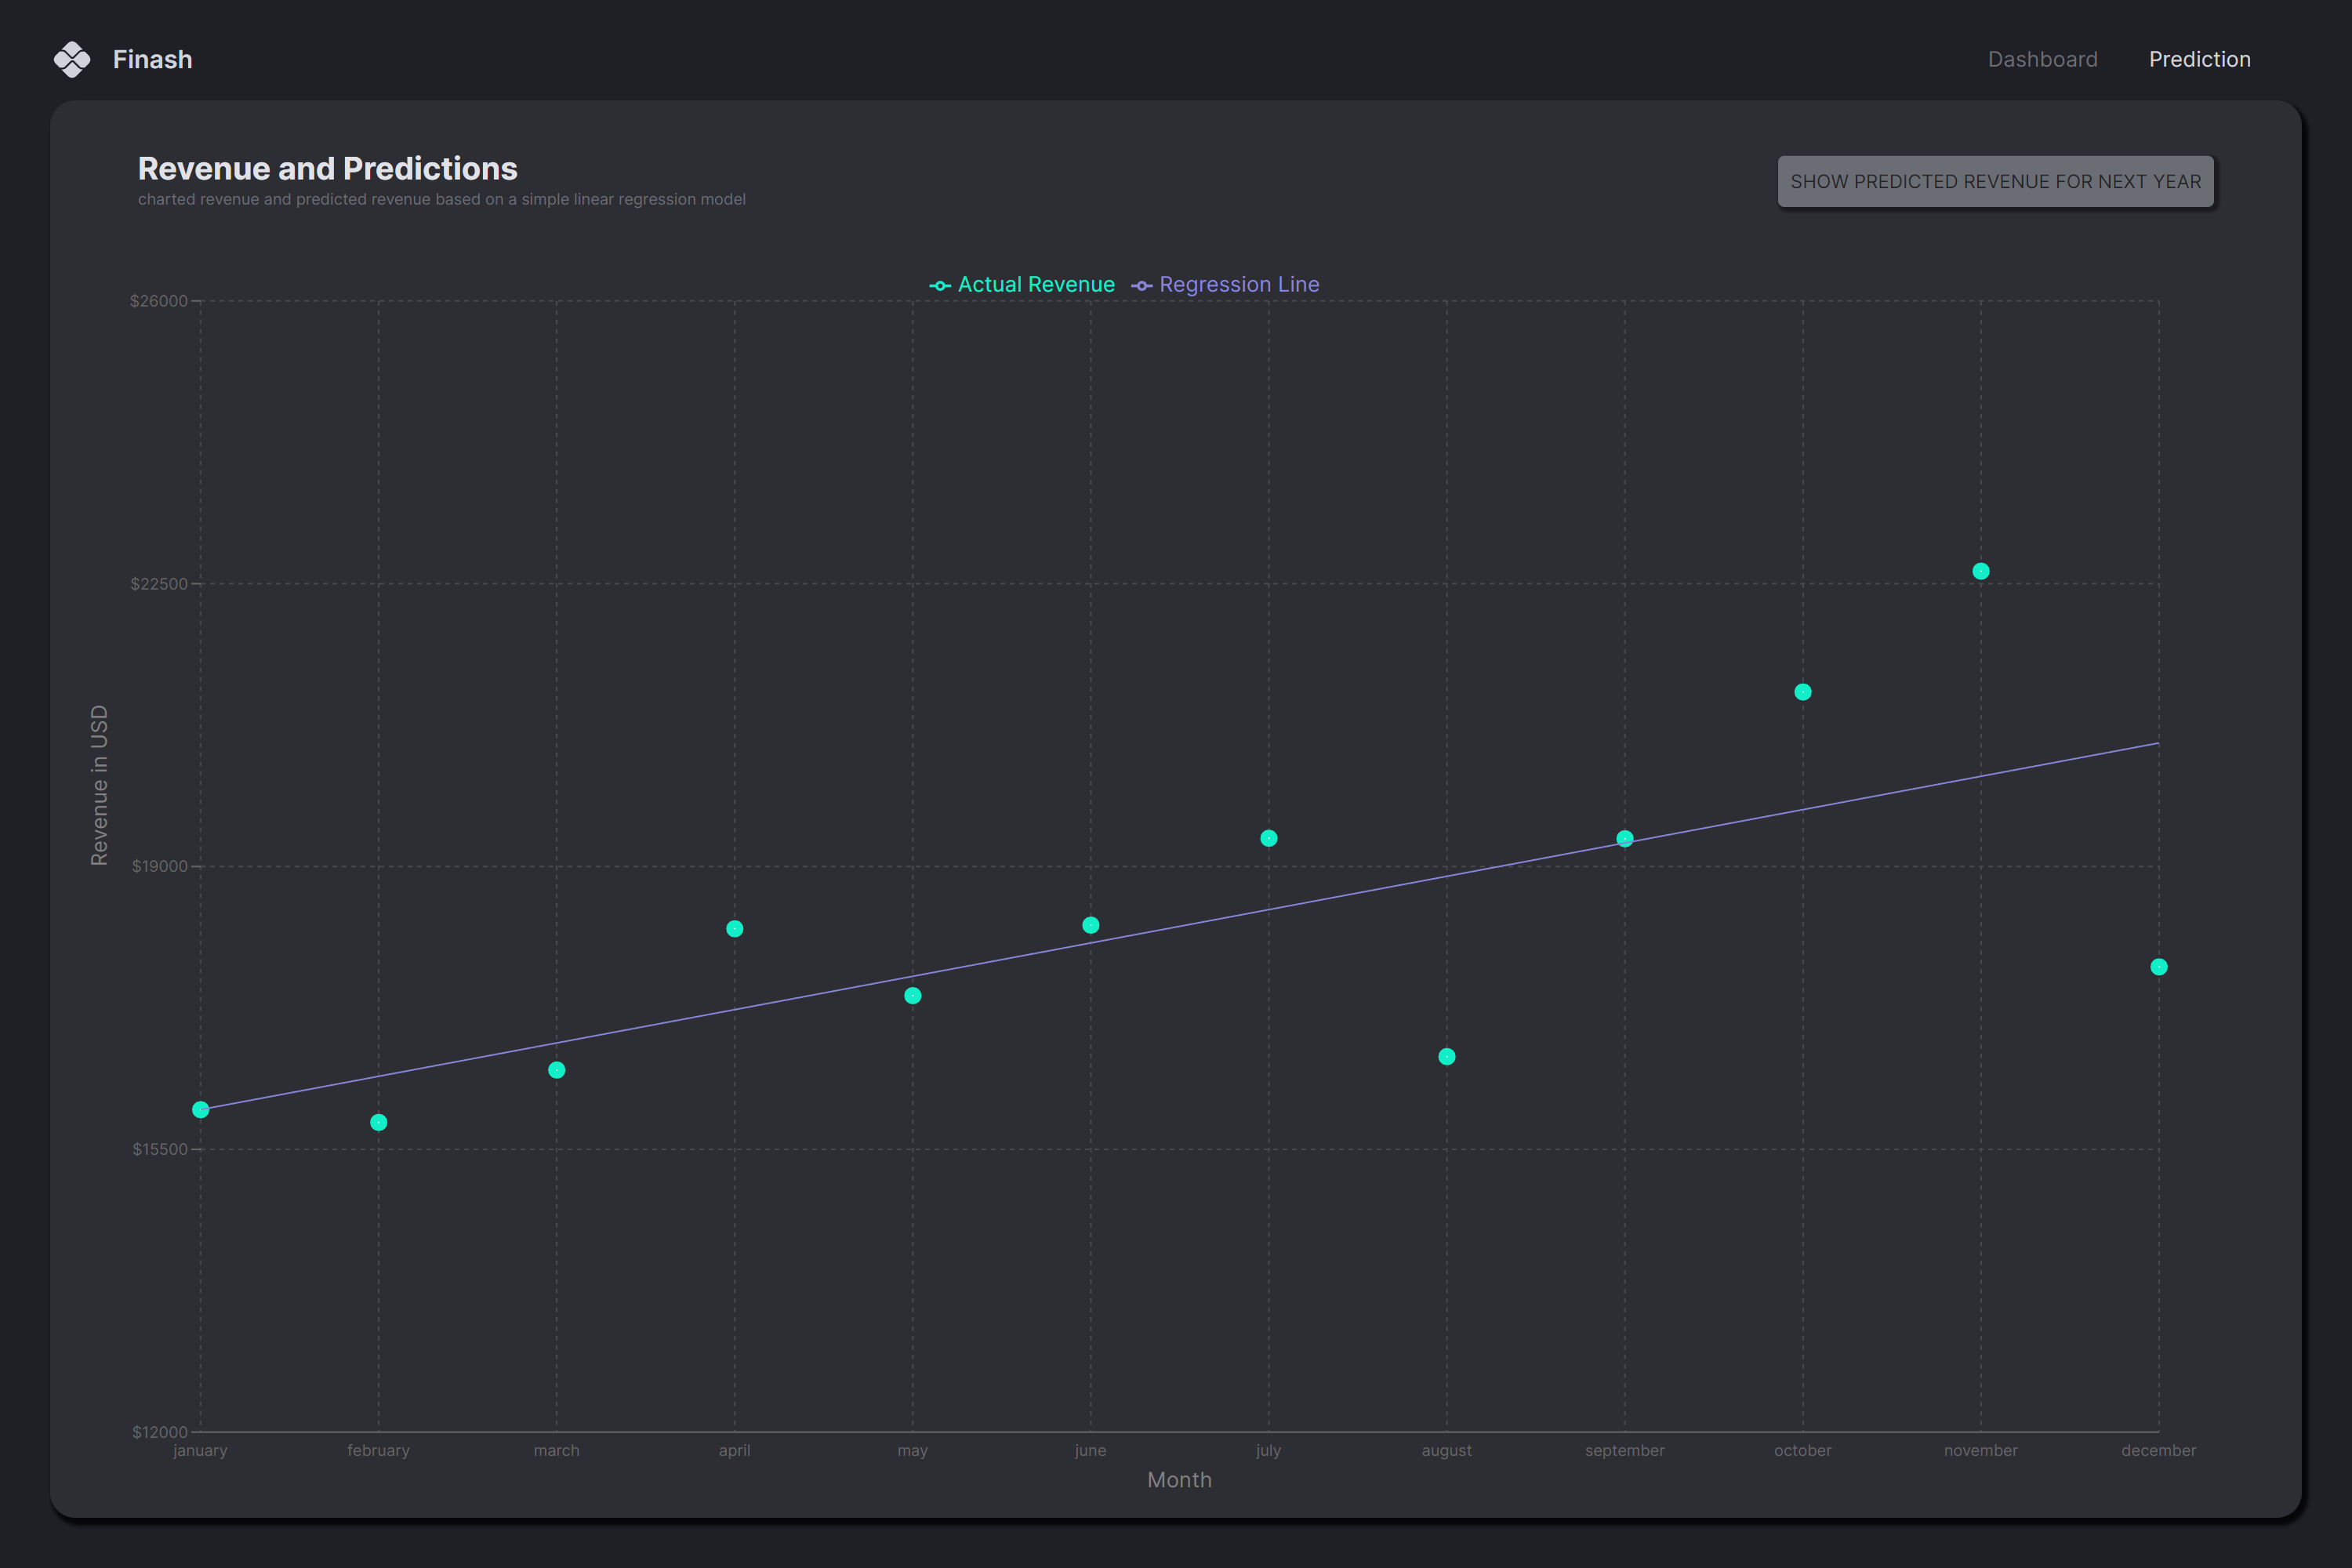 Finash
Dashboard
Prediction
Revenue and Predictions
charted revenue and predicted revenue based on a simple linear regression model
SHOW PREDICTED REVENUE FOR NEXT YEAR
Actual Revenue
Regression Line
$26000
$22500
$19000
$15500
$12000
Revenue in USD
january
february
march
april
may
june
july
august
september
october
november
december
Month